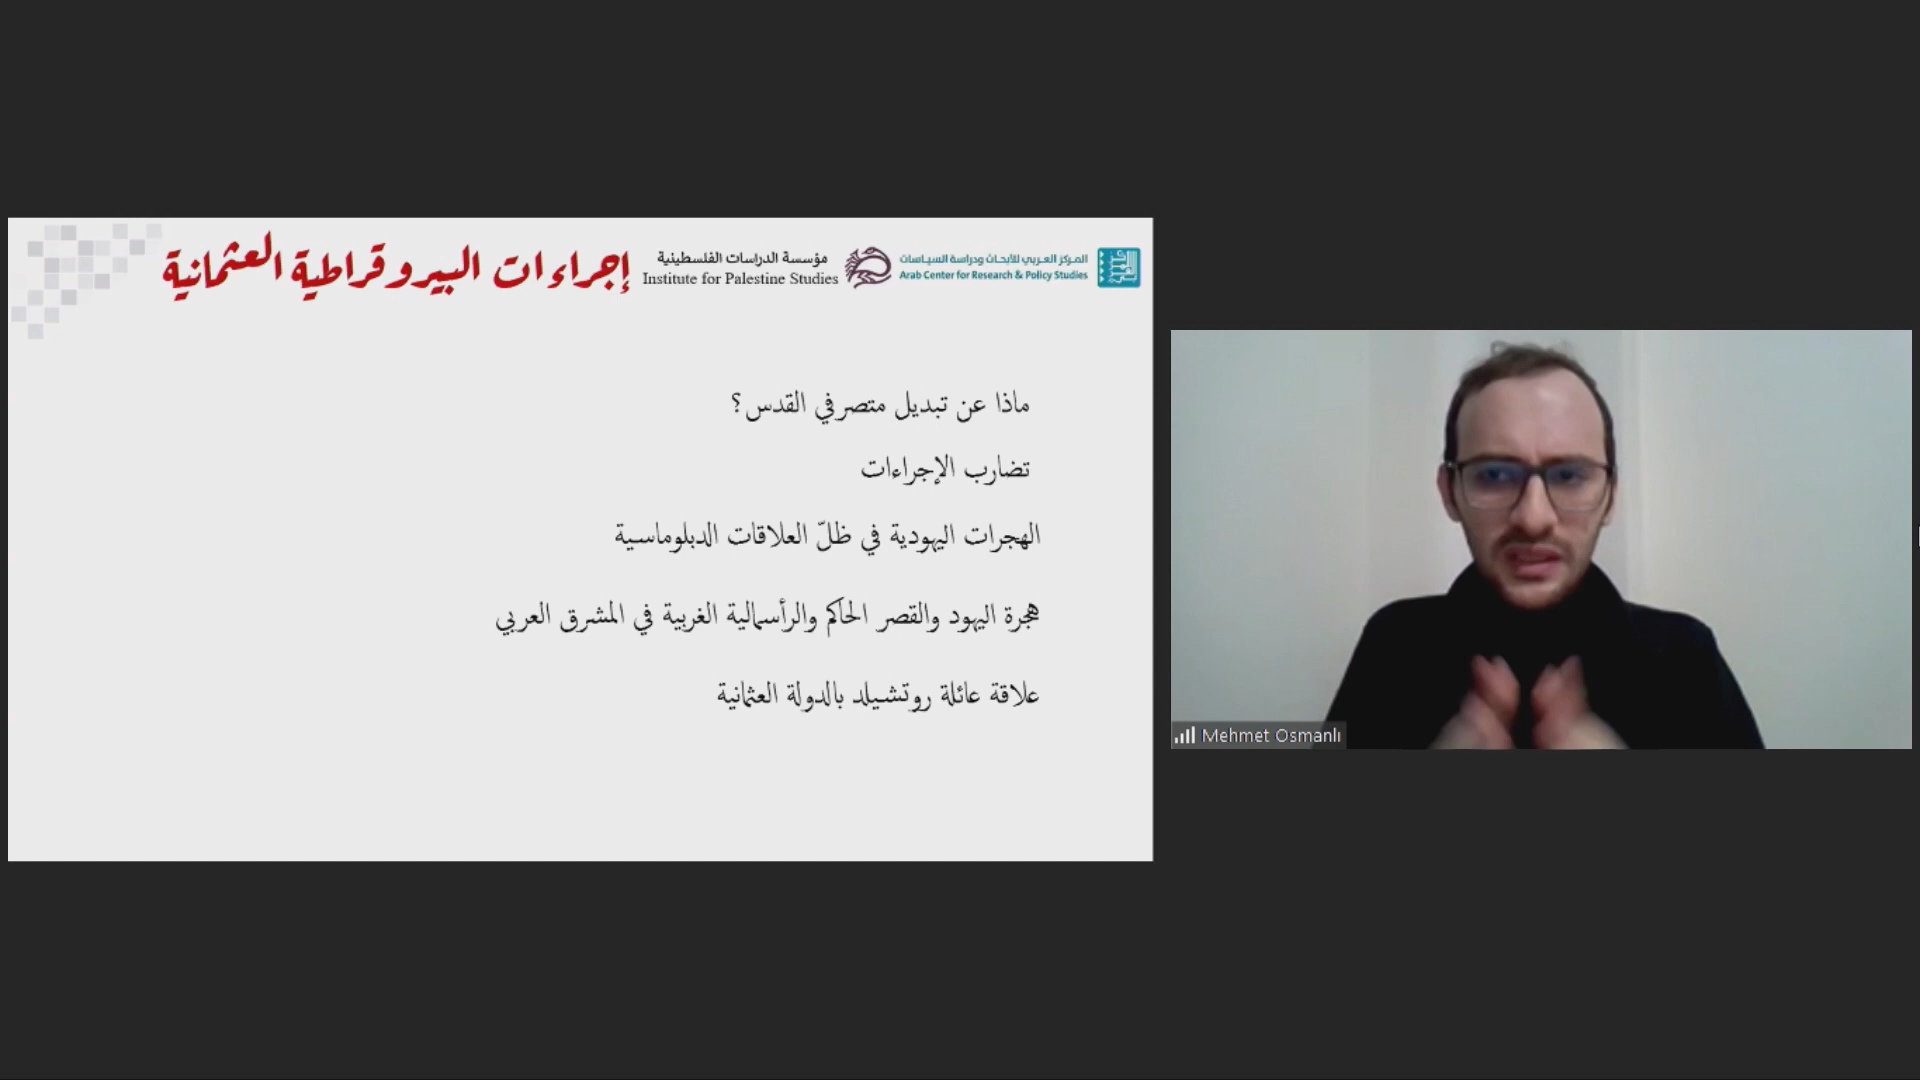 إجراءات البيروقراطية العثمانية
مؤسسة الدراسات الفلسطينية
Institute for Palestine Studies
المركز العربي للأبحاث ودراسة السياسات
Arab Center for Research & Policy Studies
ماذا عن تبديل متصرفي القدس؟
تضارب الإجراءات
الهجرات اليهودية في ظلّ العلاقات الدبلوماسية
هجرة اليهود والقصر الحاكم والرأسمالية الغربية في المشرق العربي
علاقة عائلة روتشيلد بالدولة العثمانية
Mehmet Osmanlı